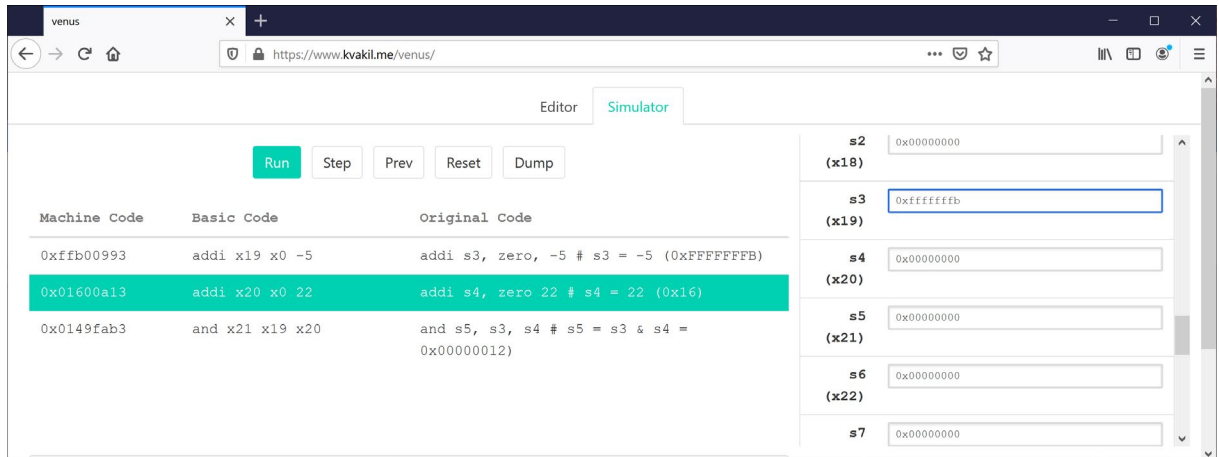 venus
https://www.kvakil.me/venus/
Editor Simulator
Run Step Prev Reset Dump
Machine Code Basic Code Original Code
0xffb00993 addi x19 x0 -5 addi s3, zero, -5 # s3 = -5 (0xFFFFFFFB)
0x01600a13 addi x20 x0 22 addi s4, zero 22 # s4 = 22 (0x16)
0x0149fab3 and x21 x19 x20 and s5, s3, s4 # s5 = s3 & s4 =
0x00000012)
s2 0x00000000
(x18)
s3 0xfffffffb
(x19)
s4 0x00000000
(x20)
s5 0x00000000
(x21)
s6 0x00000000
(x22)
s7 0x00000000